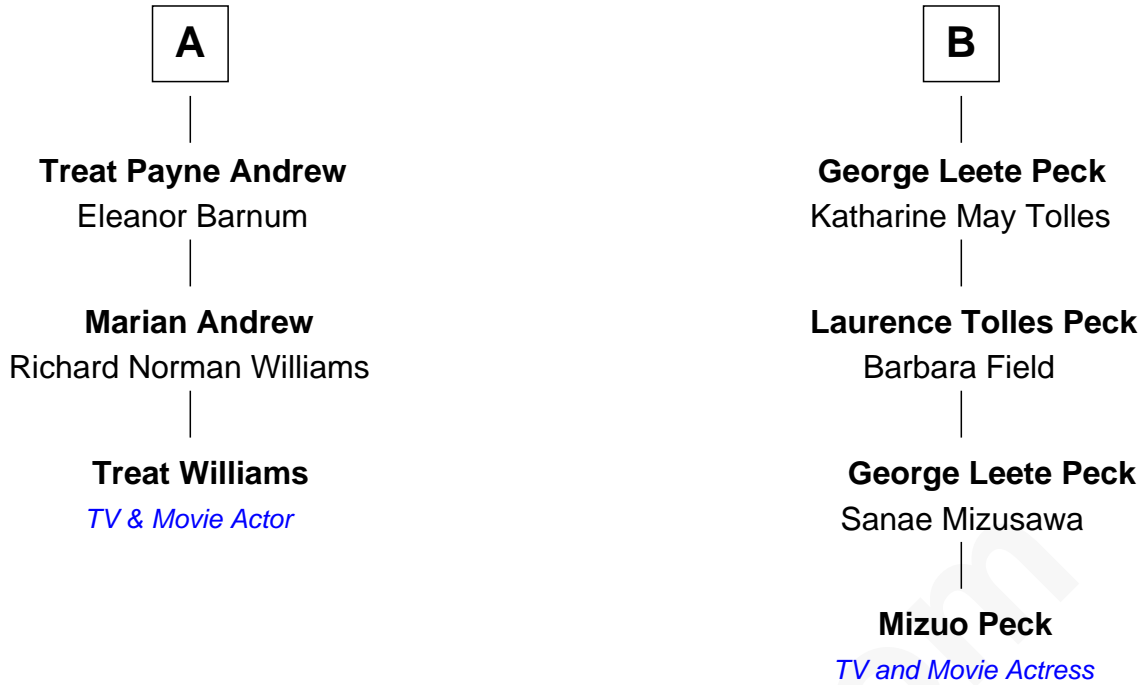 A
Treat Payne Andrew
Eleanor Barnum
Marian Andrew
Richard Norman Williams
Treat Williams
TV & Movie Actor
B
George Leete Peck
Katharine May Tolles
Laurence Tolles Peck
Barbara Field
George Leete Peck
Sanae Mizusawa
Mizuo Peck
TV and Movie Actress
om